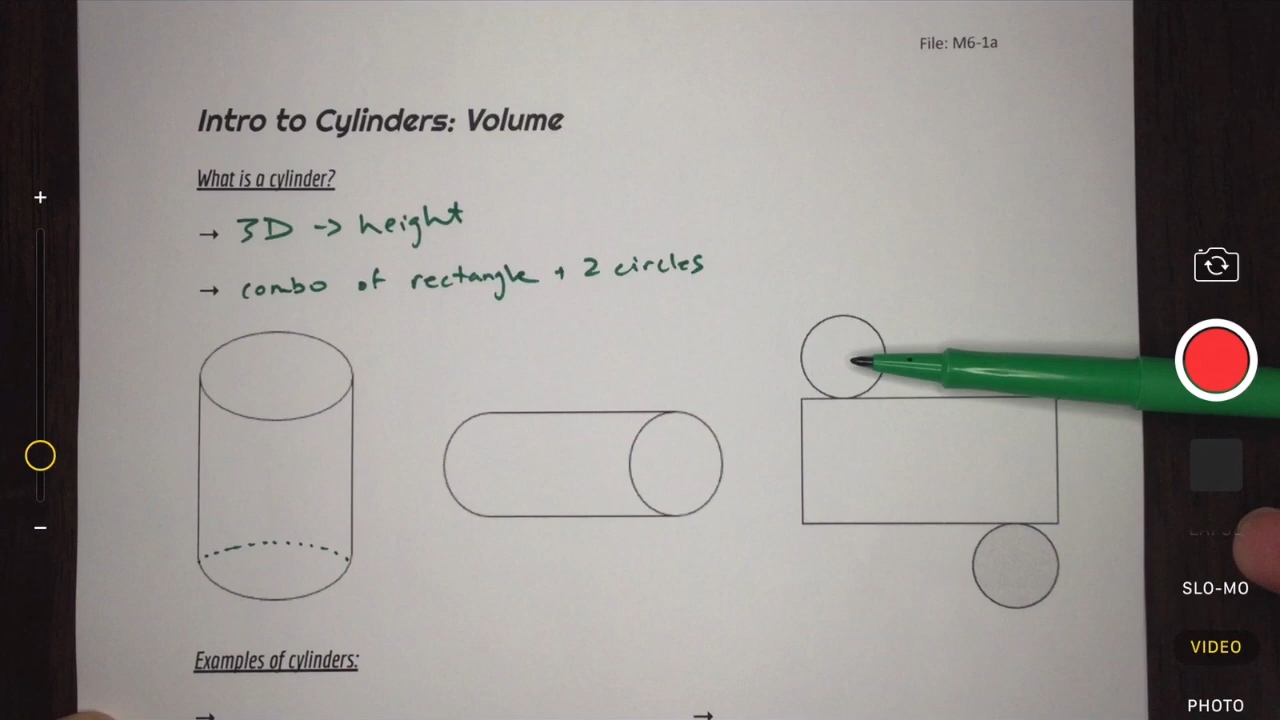 File: M6-1a
Intro to Cylinders: Volume
What is a cylinder?
→ 3D -> height
→ combo of rectangle + 2 circles
Examples of cylinders:
→ →
+
−
SLO-MO
VIDEO
PHOTO